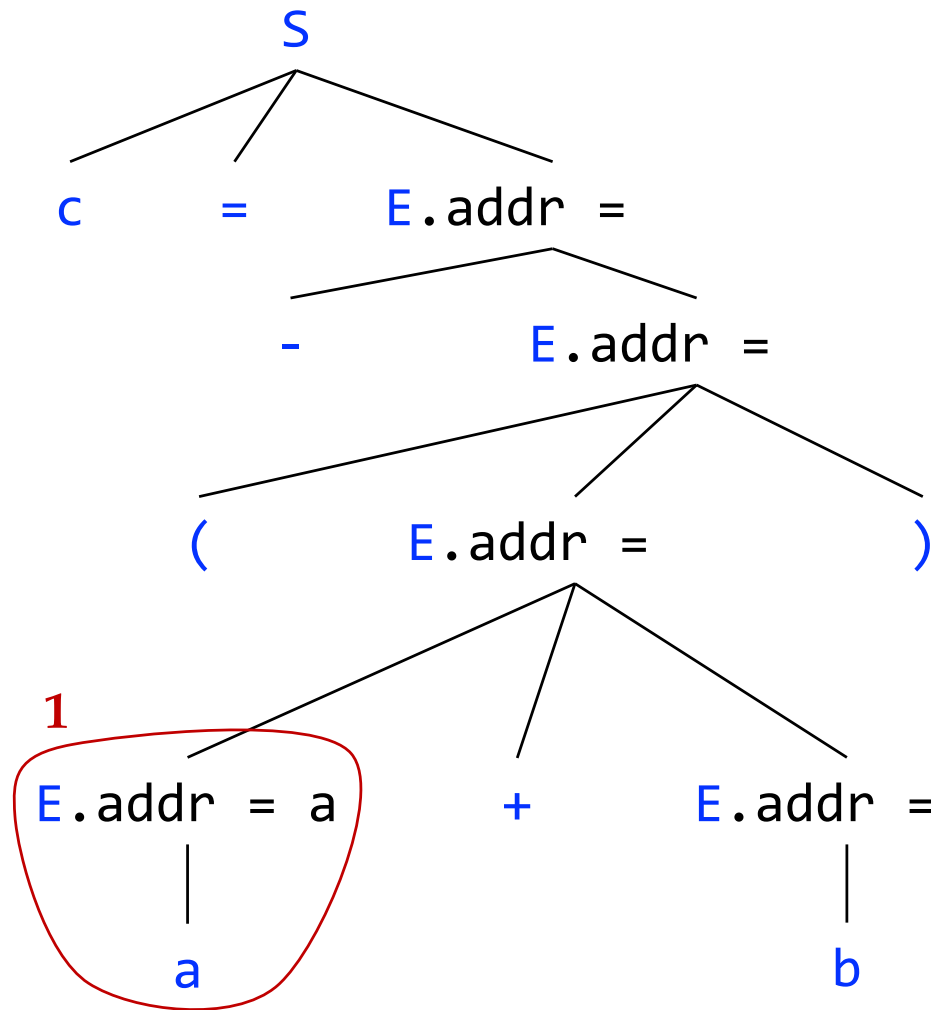 S
c = E.addr =
- E.addr =
( E.addr = )
1
E.addr = a + E.addr =
a b